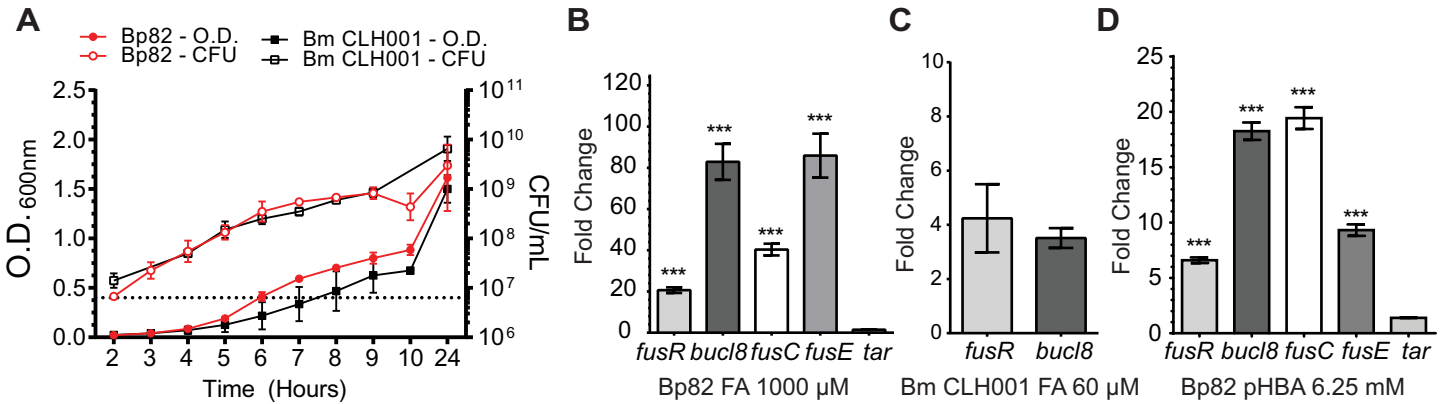 A
Bp82 - O.D.
Bp82 - CFU
Bm CLH001 - O.D.
Bm CLH001 - CFU
O.D.600nm
2.5
2.0
1.5
1.0
0.5
0.0
10^11
10^10
10^9
10^8
10^7
10^6
CFU/mL
2 3 4 5 6 7 8 9 10 24
Time (Hours)
B
Fold Change
120
100
80
60
40
20
0
***
***
***
***
fusR bucl8 fusC fusE tar
Bp82 FA 1000 µM
C
Fold Change
10
8
6
4
2
0
fusR bucl8
Bm CLH001 FA 60 µM
D
Fold Change
25
20
15
10
5
0
***
***
***
***
fusR bucl8 fusC fusE tar
Bp82 pHBA 6.25 mM